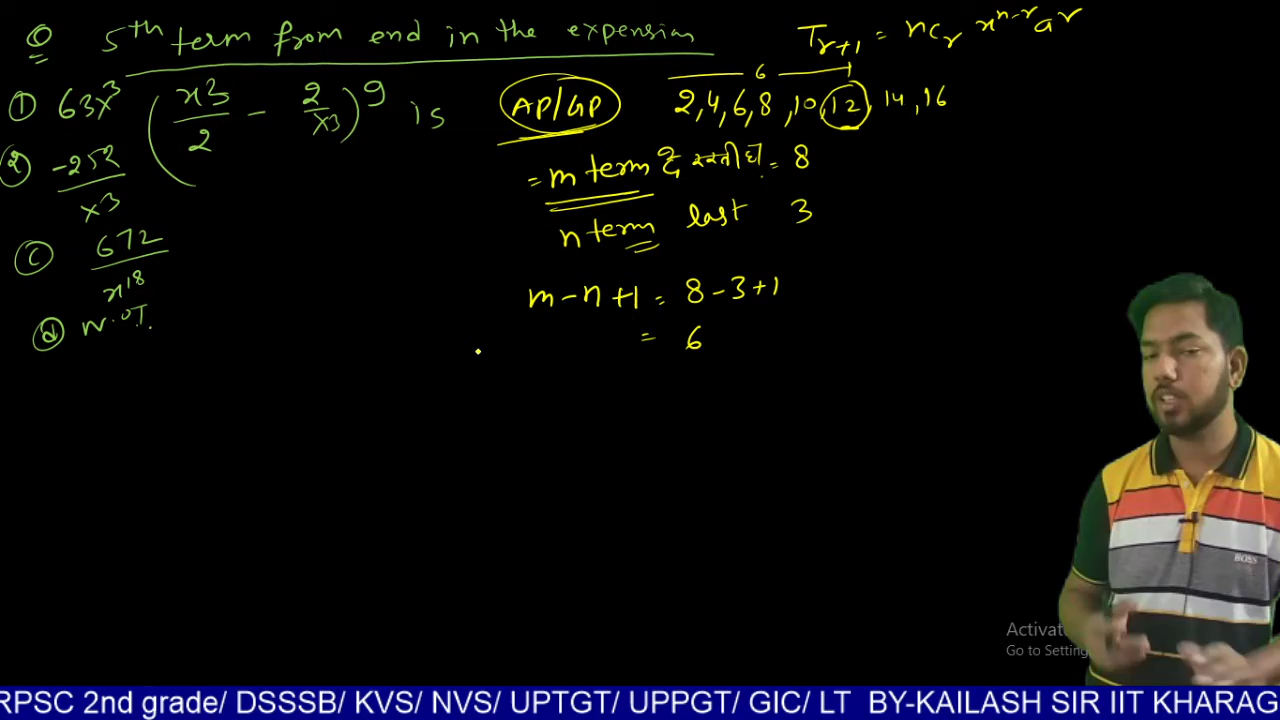 Q 5th term from end in the expension
① 63x³ (x³/2 - 2/x3)⁹ is
② -252/x3
ⓒ 672/x18
ⓓ N.OT.
Tr+1 = ncr x^n-r a^r
6
AP/GP 2,4,6,8,10,12,14,16
= m term = 8
n term last 3
m-n+1 = 8-3+1
= 6
BOSS
Activat
Go to Setting
RPSC 2nd grade/ DSSSB/ KVS/ NVS/ UPTGT/ UPPGT/ GIC/ LT BY-KAILASH SIR IIT KHARAG